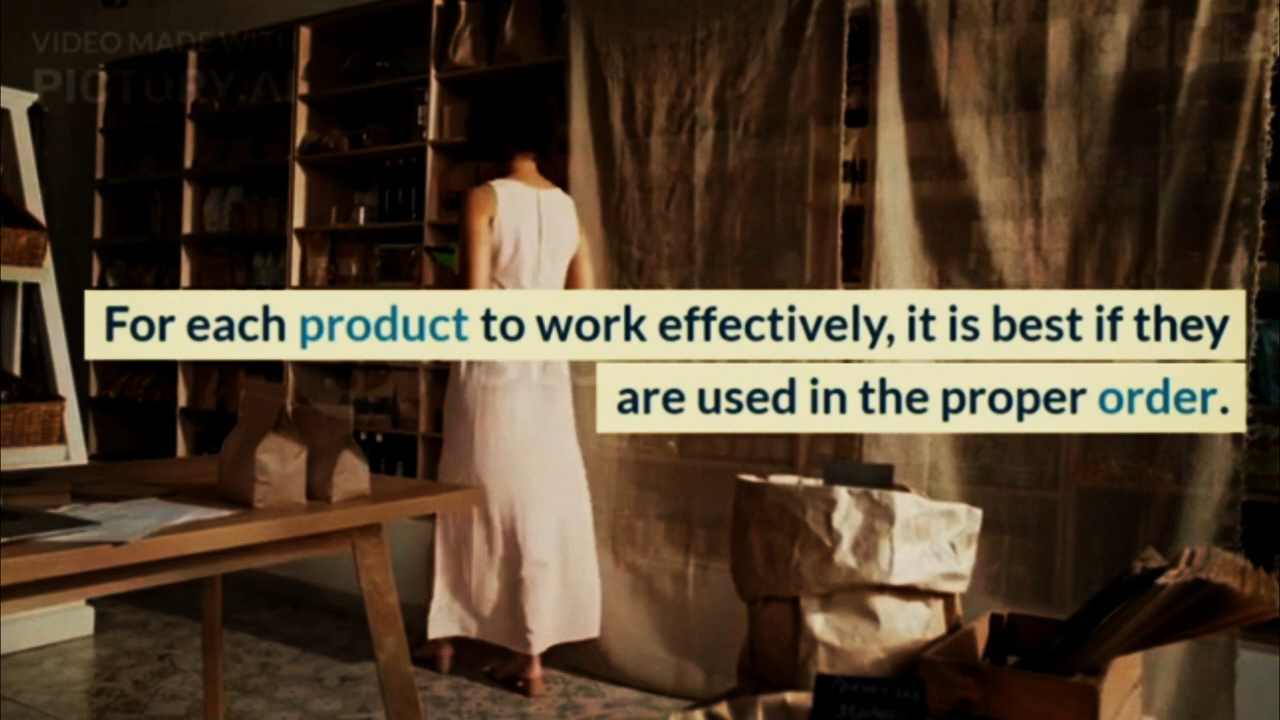 VIDEO MADE WITH
PICTORY.AI
For each product to work effectively, it is best if they
are used in the proper order.